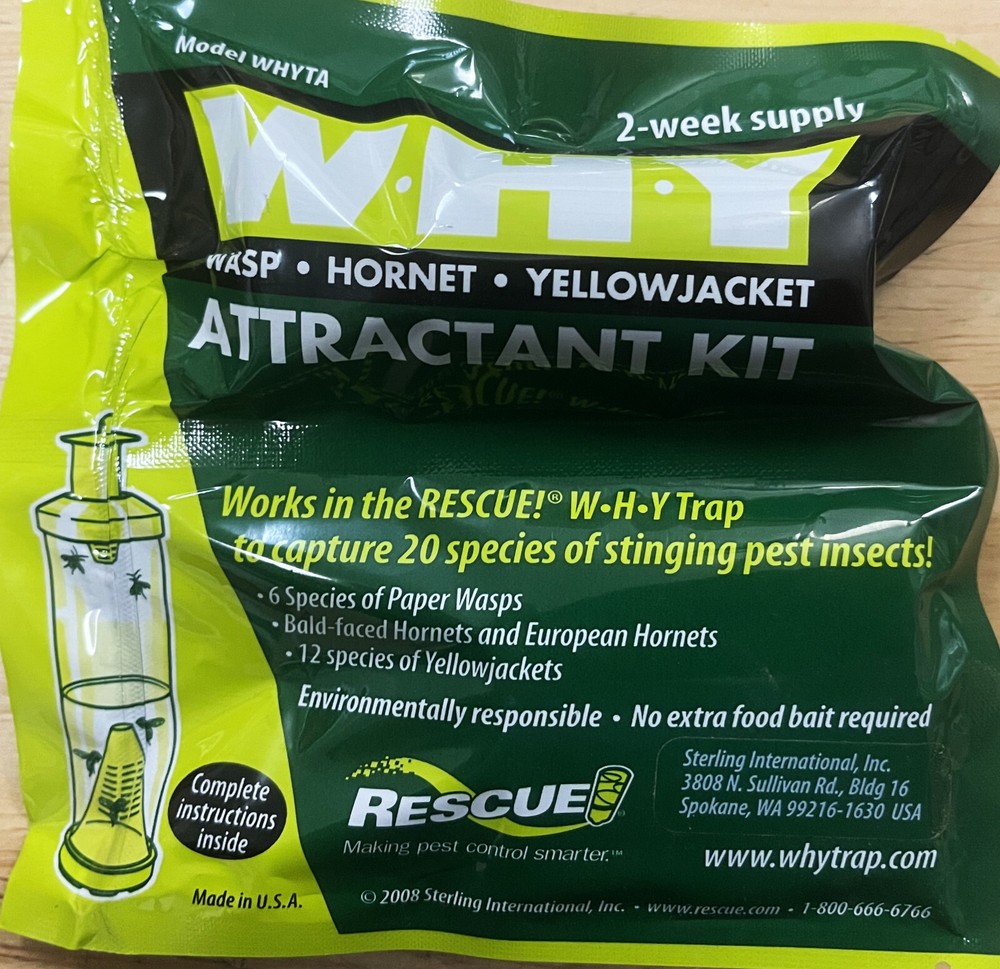 • Model WHYTA
2-week supply
W•H•Y
WASP • HORNET • YELLOWJACKET
ATTRACTANT KIT
Works in the RESCUE!® W•H•Y Trap
to capture 20 species of stinging pest insects!
• 6 Species of Paper Wasps
• Bald-faced Hornets and European Hornets
• 12 species of Yellowjackets
Environmentally responsible • No extra food bait required
Complete
instructions
inside
RESCUE!®
Making pest control smarter.™
Sterling International, Inc.
3808 N. Sullivan Rd., Bldg 16
Spokane, WA 99216-1630 USA
www.whytrap.com
Made in U.S.A.
© 2008 Sterling International, Inc. • www.rescue.com • 1-800-666-6766